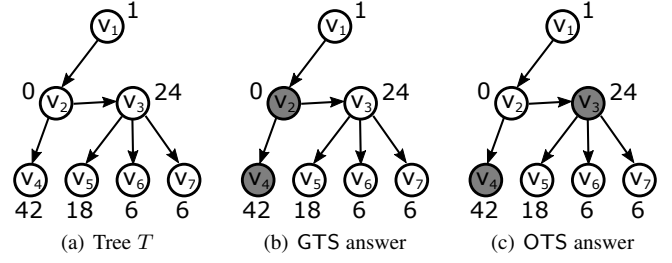 1 1 1
v1 v1 v1
0 24 0 24 0 24
v2 v3 v2 v3 v2 v3
v4 v5 v6 v7 v4 v5 v6 v7 v4 v5 v6 v7
42 18 6 6 42 18 6 6 42 18 6 6
(a) Tree T (b) GTS answer (c) OTS answer